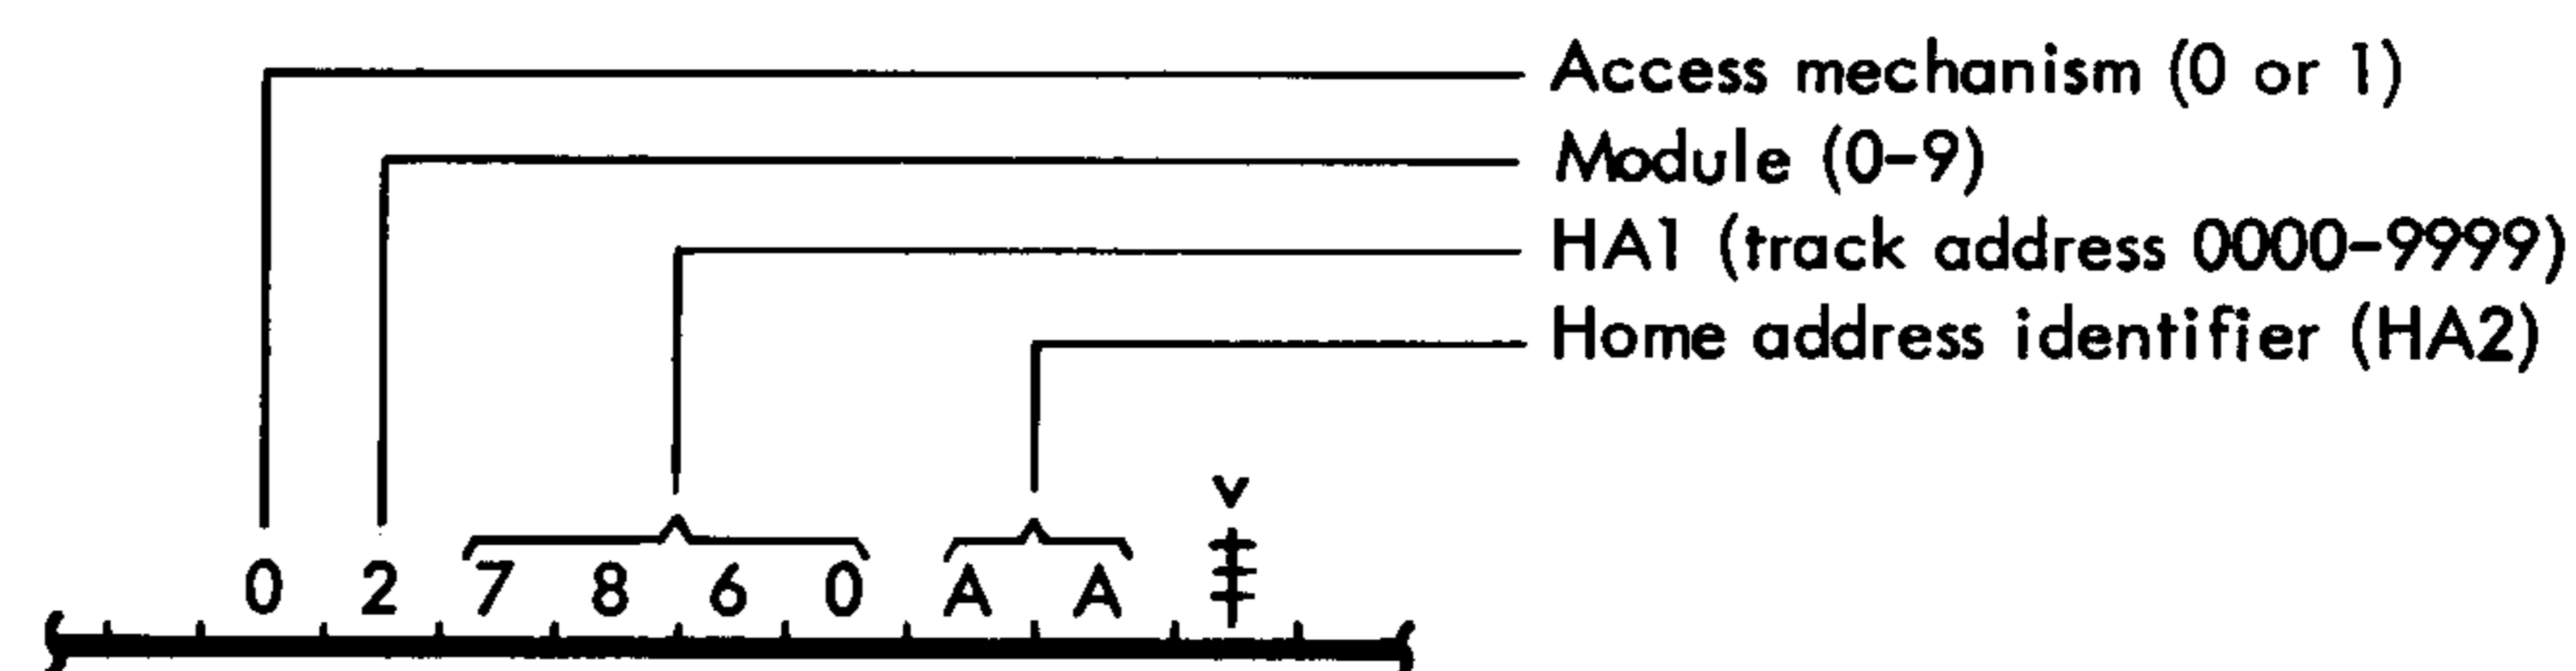 Access mechanism (0 or 1)
Module (0-9)
HA1 (track address 0000-9999)
Home address identifier (HA2)
v
0 2 7 8 6 0 A A ⯒